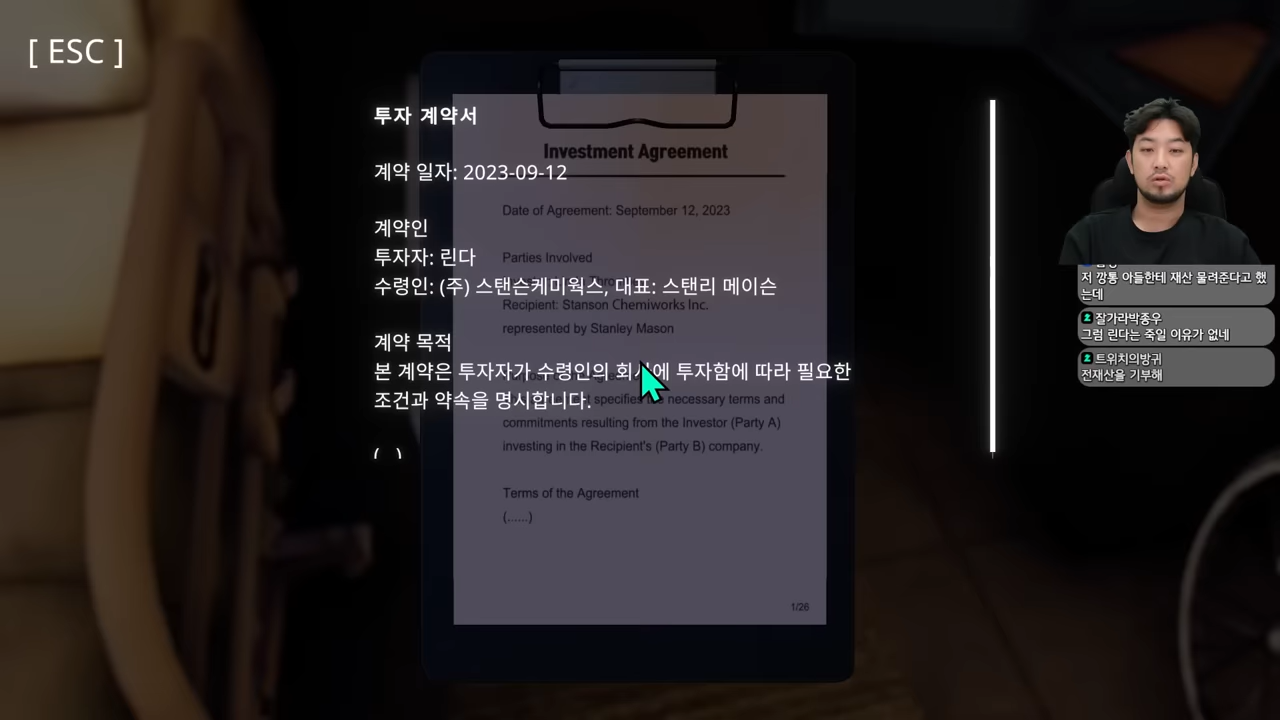 [ ESC ]
투자 계약서
계약 일자: 2023-09-12
계약인
투자자: 린다
수령인: (주) 스탠슨케미웍스, 대표: 스탠리 메이슨
계약 목적
본 계약은 투자자가 수령인의 회사에 투자함에 따라 필요한
조건과 약속을 명시합니다.
Investment Agreement
Date of Agreement: September 12, 2023
Parties Involved
Recipient: Stanson Chemiworks Inc.
represented by Stanley Mason
specifies the necessary terms and
commitments resulting from the Investor (Party A)
investing in the Recipient's (Party B) company.
Terms of the Agreement
(......)
1/26
저 깡통 아들한테 재산 물려준다고 했
는데
잘가라박종우
그럼 린다는 죽일 이유가 없네
트위치의방귀
전재산을 기부해